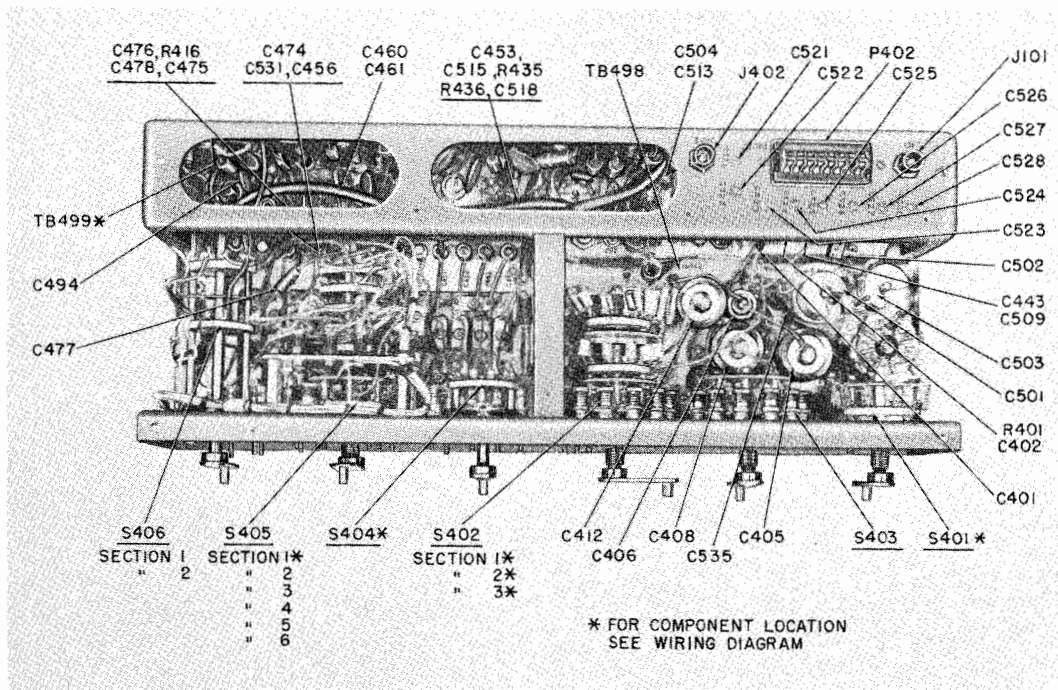 C476,R416
C478,C475
C474
C531,C456
C460
C461
C453,
C515,R435
R436,C518
TB498
C504
C513
J402
C521
C522
P402
C525
J101
C526
C527
C528
C524
C523
C502
C443
C509
C503
C501
R401
C402
C401
TB499*
C494
C477
S406
SECTION 1
" 2
S405
SECTION 1*
" 2
" 3
" 4
" 5
" 6
S404*
S402
SECTION 1*
" 2*
" 3*
C412
C406
C408
C535
C405
S403
S401*
* FOR COMPONENT LOCATION
SEE WIRING DIAGRAM